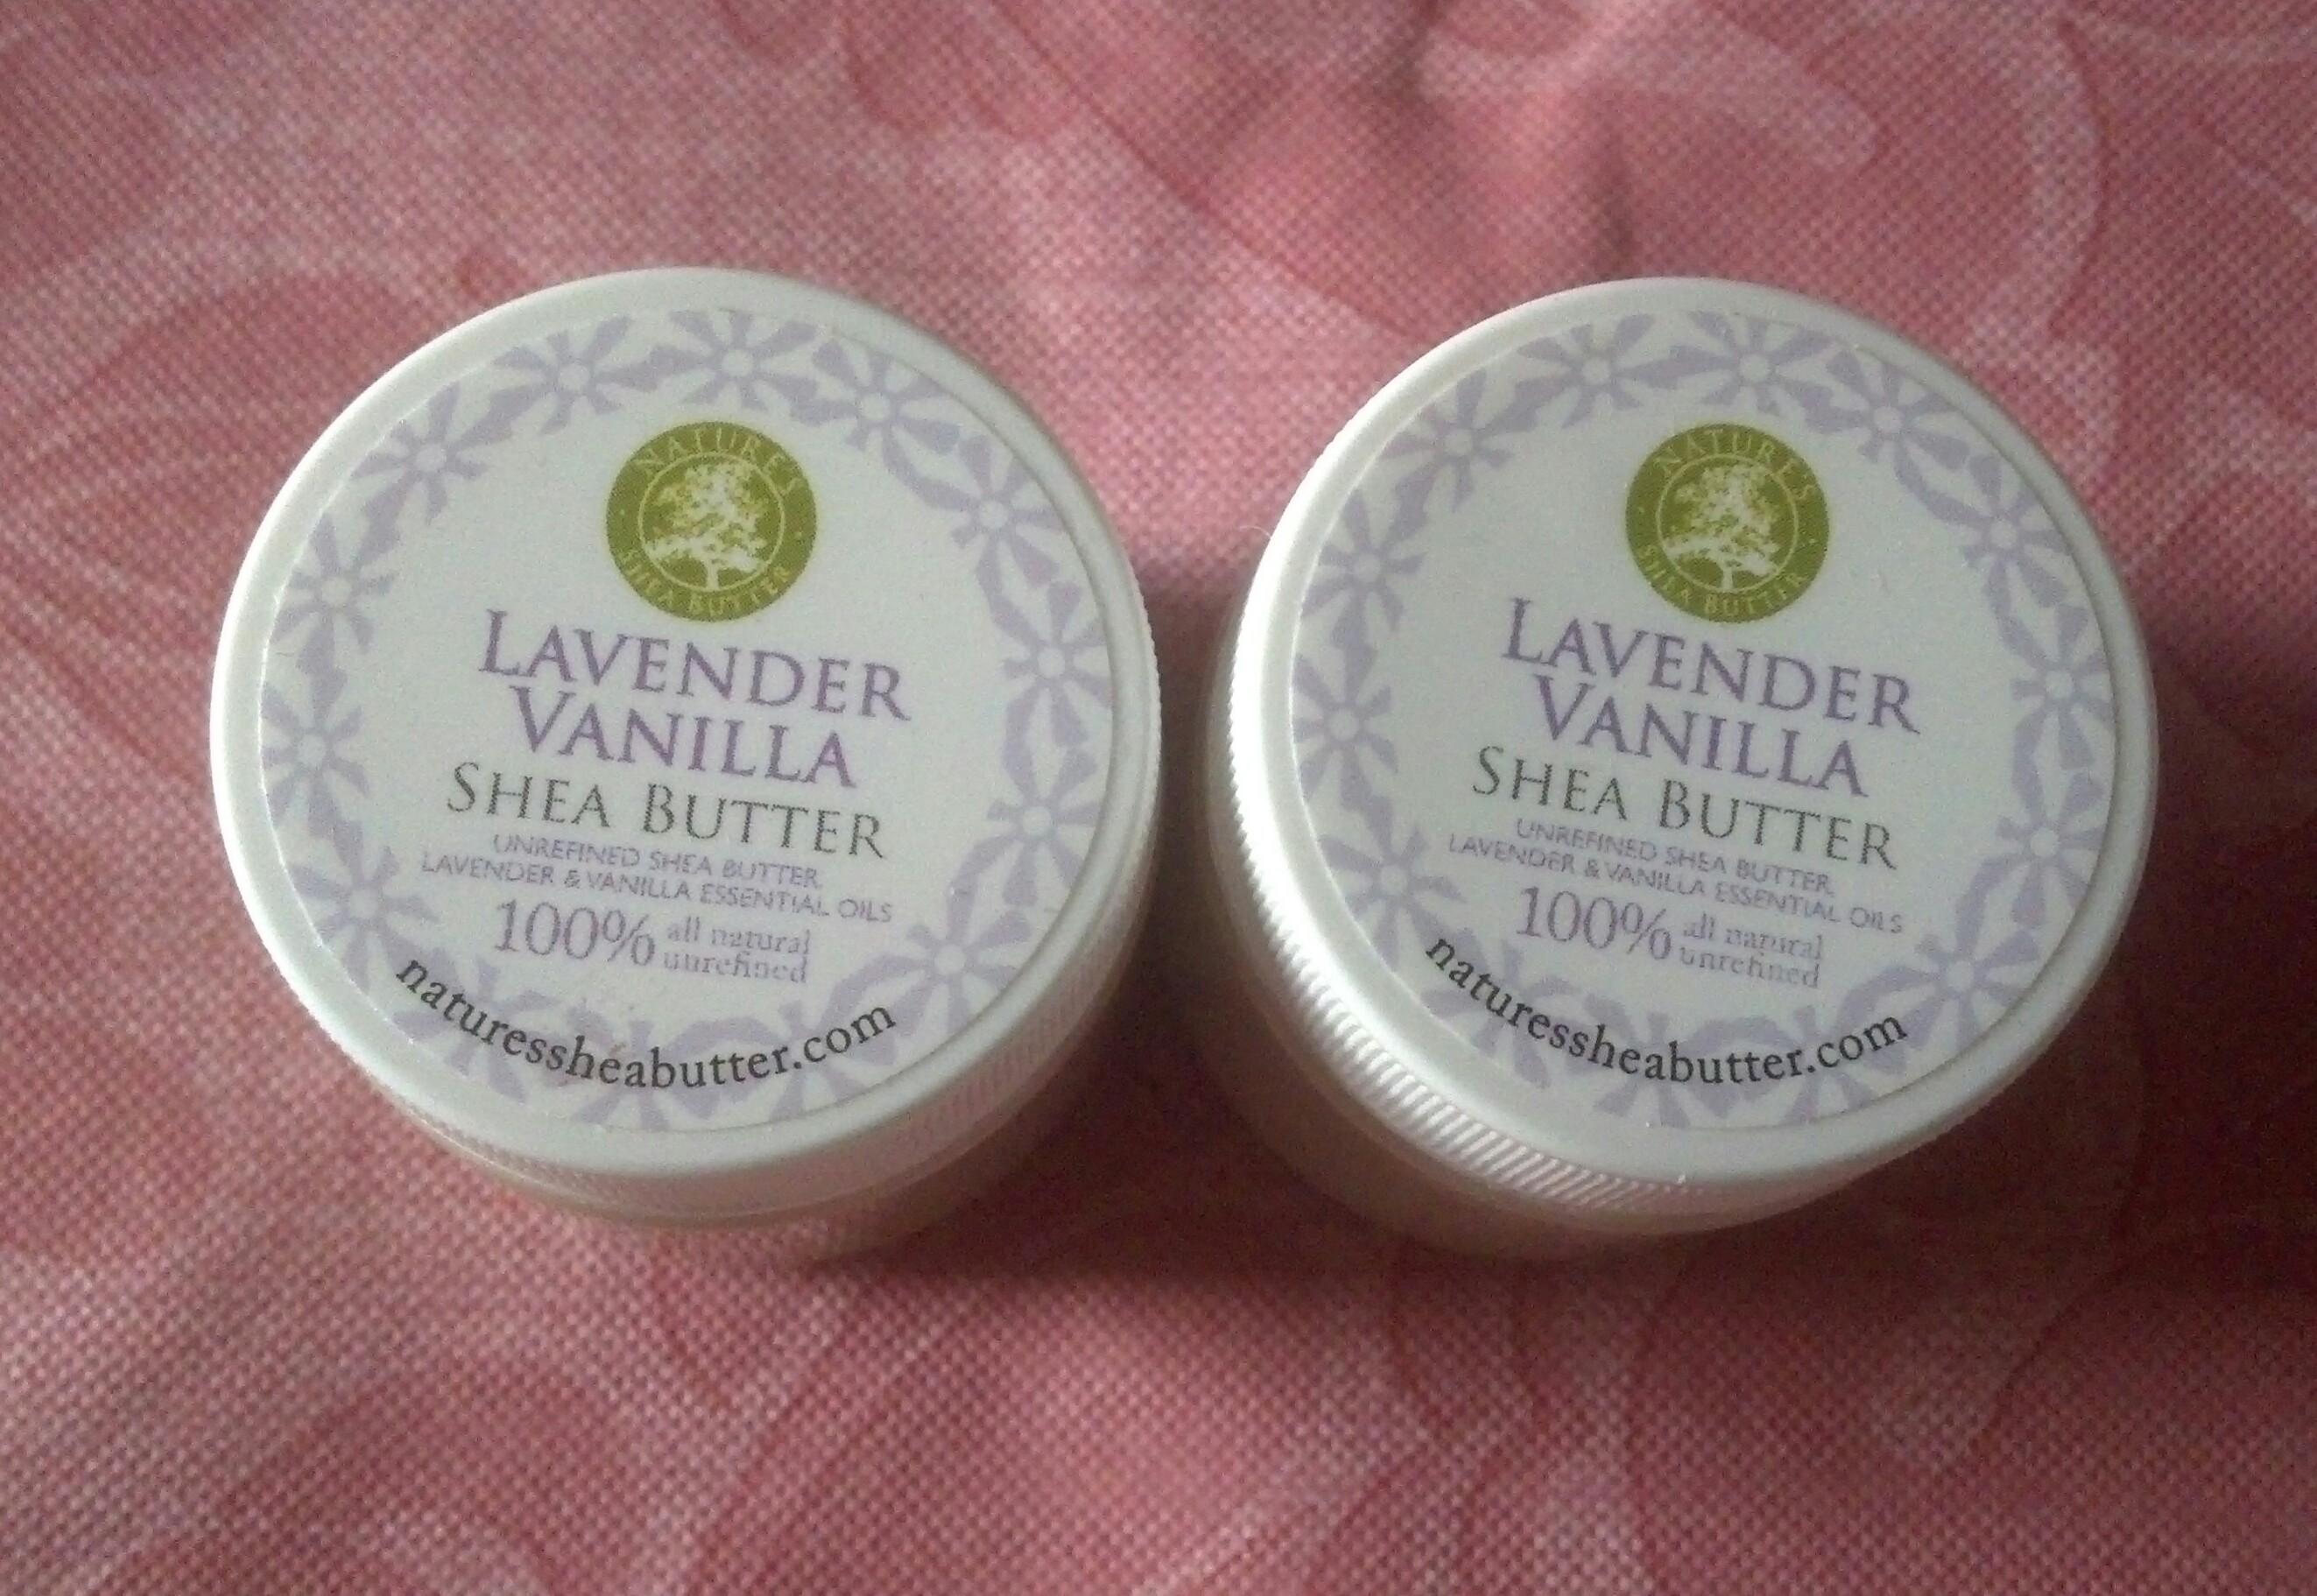 NATURE'S
SHEA BUTTER
LAVENDER
VANILLA
SHEA BUTTER
UNREFINED SHEA BUTTER
LAVENDER & VANILLA ESSENTIAL OILS
100% all natural
unrefined
naturessheabutter.com
NATURE'S
SHEA BUTTER
LAVENDER
VANILLA
SHEA BUTTER
UNREFINED SHEA BUTTER
LAVENDER & VANILLA ESSENTIAL OILS
100% all natural
unrefined
naturessheabutter.com